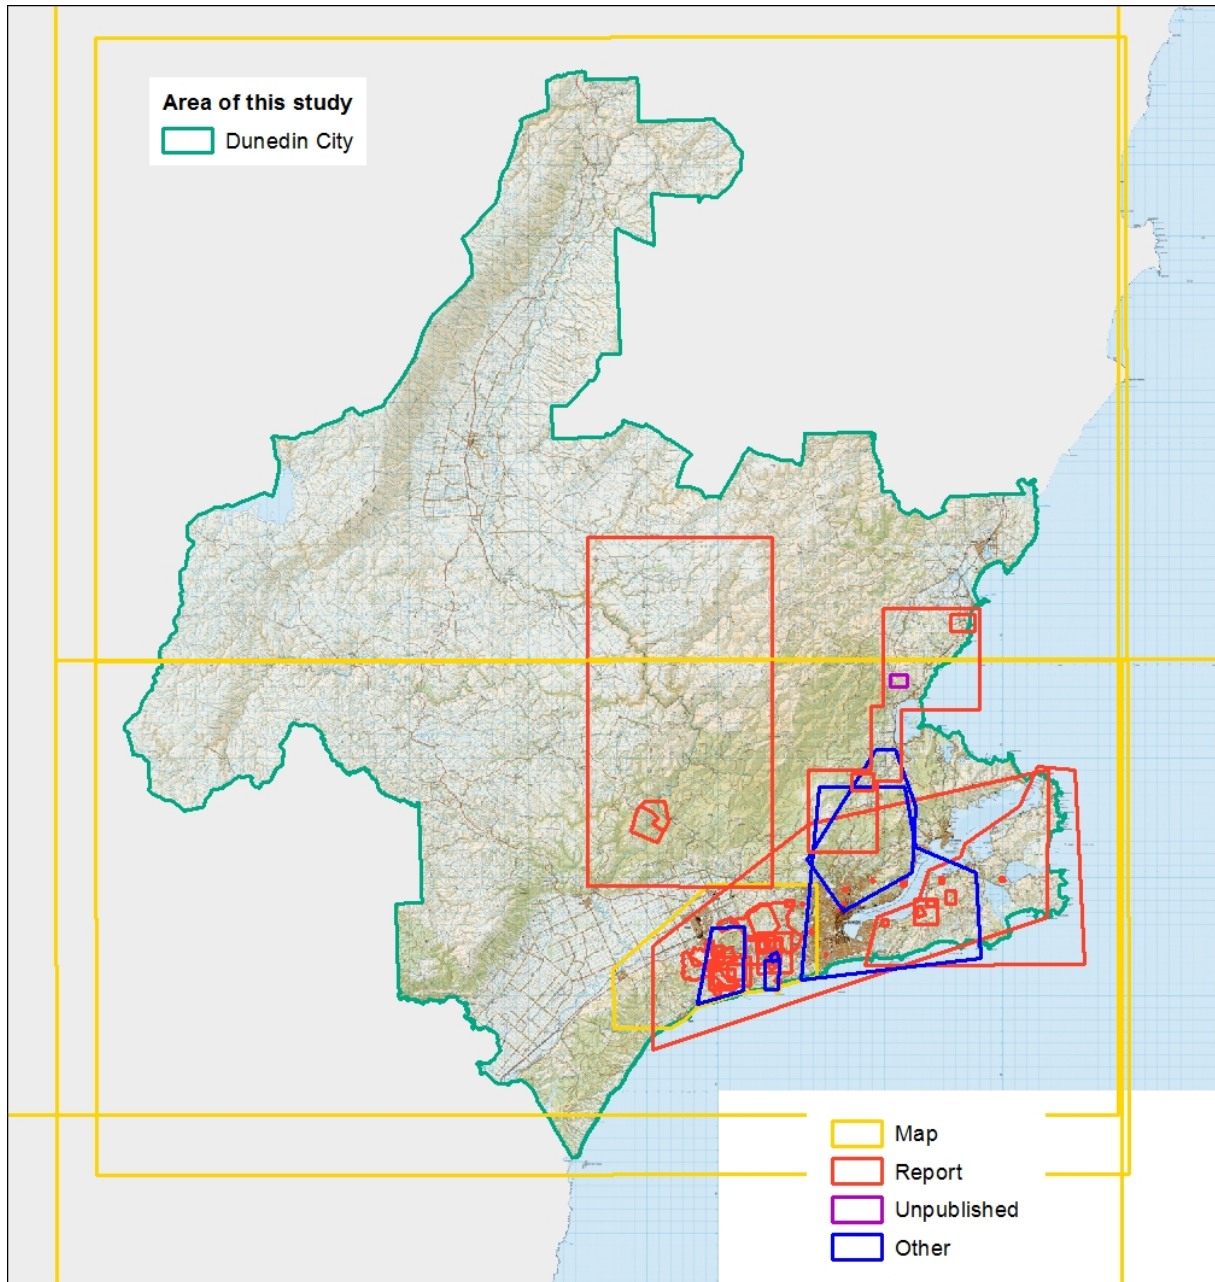 Area of this study
Dunedin City
Map
Report
Unpublished
Other